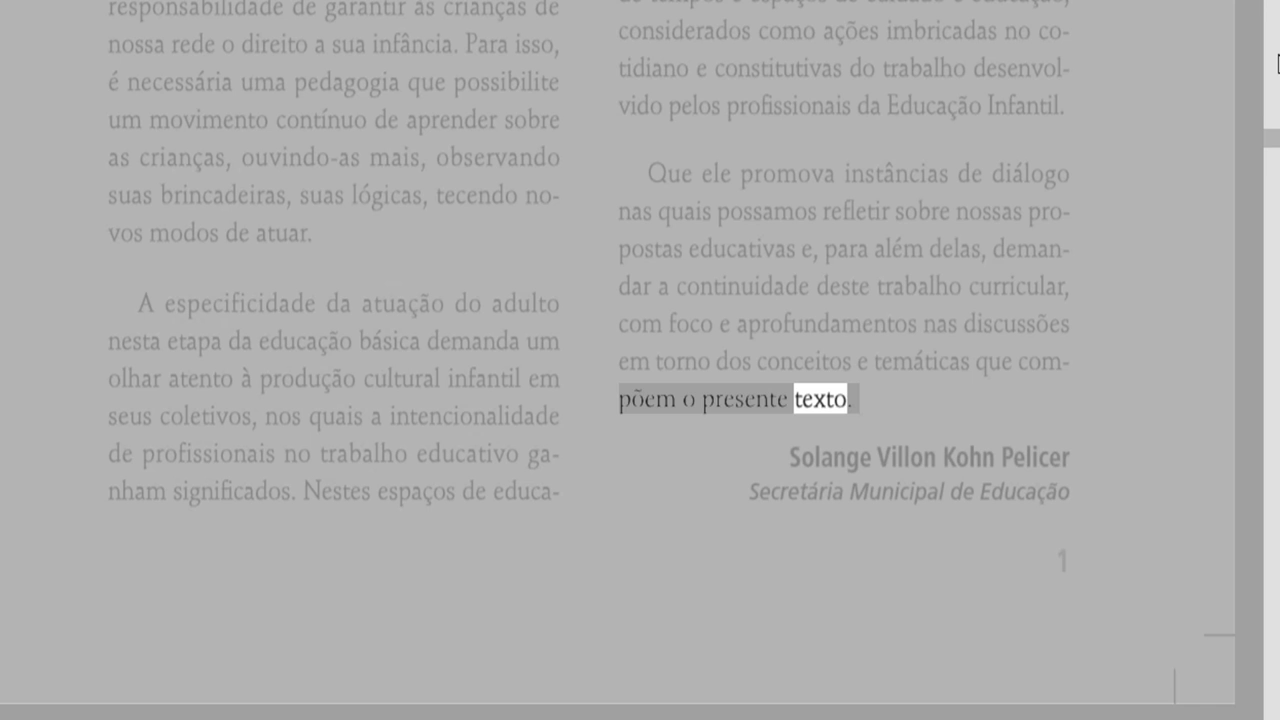 responsabilidade de garantir às crianças de
nossa rede o direito a sua infância. Para isso,
é necessária uma pedagogia que possibilite
um movimento contínuo de aprender sobre
as crianças, ouvindo-as mais, observando
suas brincadeiras, suas lógicas, tecendo no-
vos modos de atuar.
A especificidade da atuação do adulto
nesta etapa da educação básica demanda um
olhar atento à produção cultural infantil em
seus coletivos, nos quais a intencionalidade
de profissionais no trabalho educativo ga-
nham significados. Nestes espaços de educa-
de tempos e espaços de cuidado e educação,
considerados como ações imbricadas no co-
tidiano e constitutivas do trabalho desenvol-
vido pelos profissionais da Educação Infantil.
Que ele promova instâncias de diálogo
nas quais possamos refletir sobre nossas pro-
postas educativas e, para além delas, deman-
dar a continuidade deste trabalho curricular,
com foco e aprofundamentos nas discussões
em torno dos conceitos e temáticas que com-
põem o presente texto.
Solange Villon Kohn Pelicer
Secretária Municipal de Educação
1